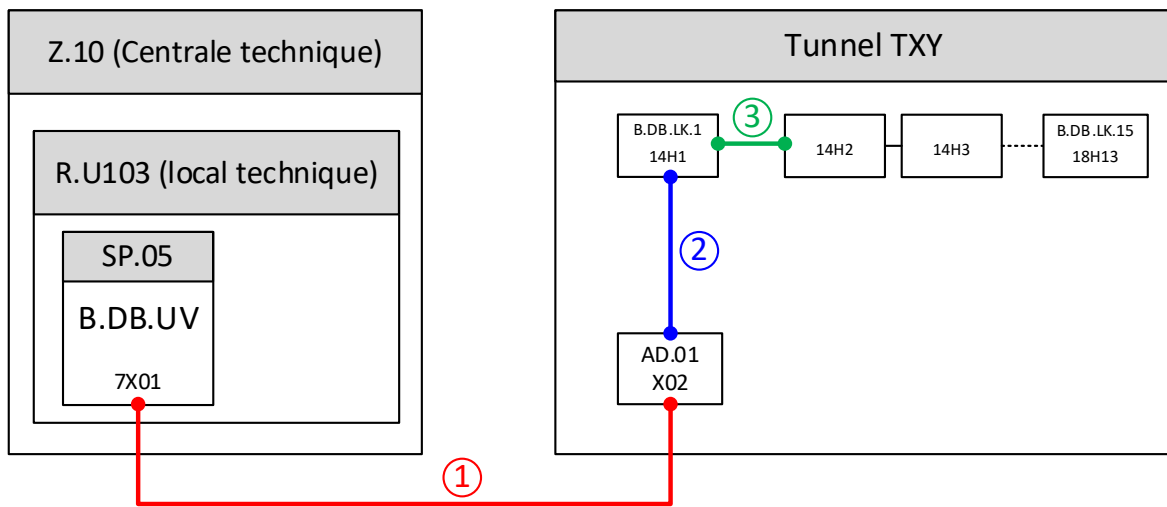 Z.10 (Centrale technique)
R.U103 (local technique)
SP.05
B.DB.UV
7X01
1
Tunnel TXY
B.DB.LK.1
14H1
3
14H2
14H3
B.DB.LK.15
18H13
2
AD.01
X02